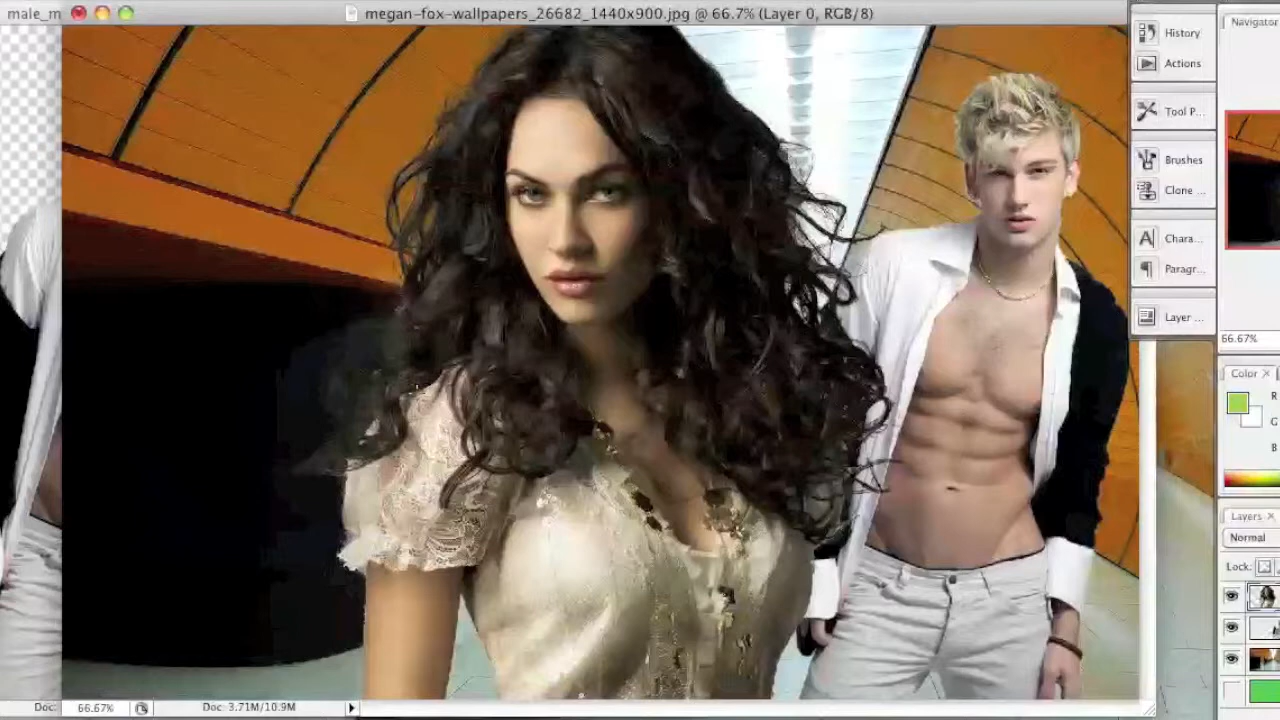 male_m
megan-fox-wallpapers_26682_1440x900.jpg @ 66.7% (Layer 0, RGB/8)
History
Actions
Tool P...
Brushes
Clone ...
Chara...
Paragr...
Layer ...
Navigator
66.67%
Color
R
G
B
Layers
Normal
Lock:
Doc:
66.67%
Doc: 3.71M/10.9M